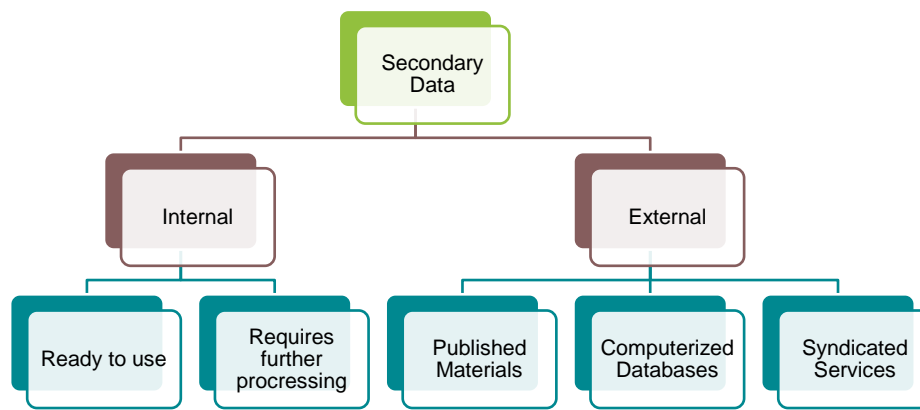 Secondary
Data
Internal
External
Ready to use
Requires
further
procressing
Published
Materials
Computerized
Databases
Syndicated
Services